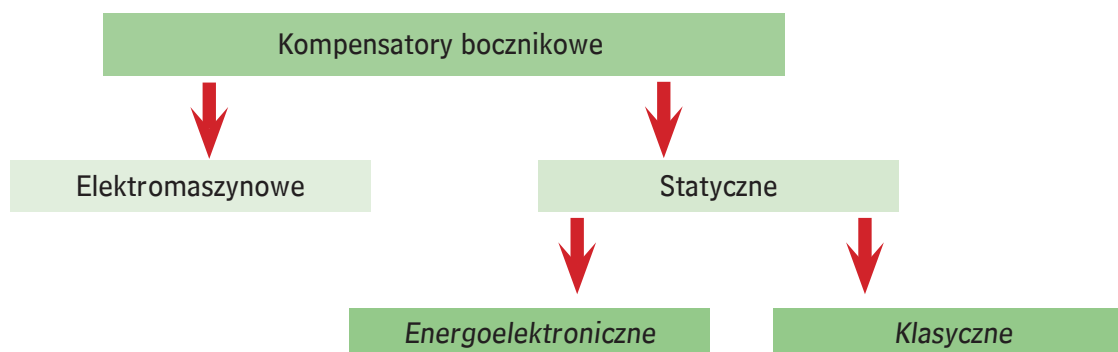 Kompensatory bocznikowe
Elektromaszynowe
Statyczne
Energoelektroniczne
Klasyczne